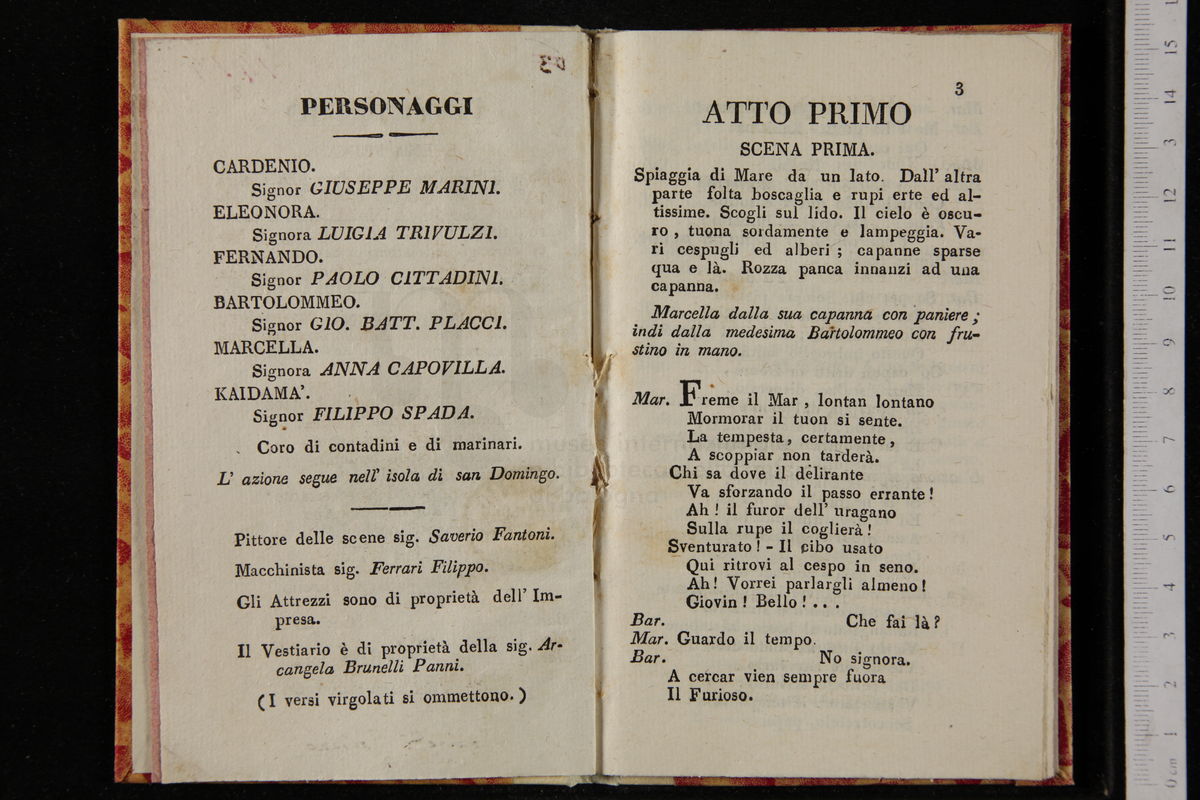 PERSONAGGI
CARDENIO.
Signor GIUSEPPE MARINI.
ELEONORA.
Signora LUIGIA TRIVULZI.
FERNANDO.
Signor PAOLO CITTADINI.
BARTOLOMMEO.
Signor GIO. BATT. PLACCI.
MARCELLA.
Signora ANNA CAPOVILLA.
KAIDAMA'.
Signor FILIPPO SPADA.
Coro di contadini e di marinari.
L' azione segue nell' isola di san Domingo.
Pittore delle scene sig. Saverio Fantoni.
Macchinista sig. Ferrari Filippo.
Gli Attrezzi sono di proprietà dell' Im-
presa.
Il Vestiario è di proprietà della sig. Ar-
cangela Brunelli Panni.
(I versi virgolati si ommettono.)
3
ATTO PRIMO
SCENA PRIMA.
Spiaggia di Mare da un lato. Dall' altra
parte folta boscaglia e rupi erte ed al-
tissime. Scogli sul lido. Il cielo è oscu-
ro, tuona sordamente e lampeggia. Va-
ri cespugli ed alberi; capanne sparse
qua e là. Rozza panca innanzi ad una
capanna.
Marcella dalla sua capanna con paniere;
indi dalla medesima Bartolommeo con fru-
stino in mano.
Mar. Freme il Mar, lontan lontano
Mormorar il tuon si sente.
La tempesta, certamente,
A scoppiar non tarderà.
Chi sa dove il delirante
Va sforzando il passo errante!
Ah! il furor dell' uragano
Sulla rupe il coglierà!
Sventurato! - Il cibo usato
Qui ritrovi al cespo in seno.
Ah! Vorrei parlargli almeno!
Giovin! Bello!...
Bar. Che fai là?
Mar. Guardo il tempo.
Bar. No signora.
A cercar vien sempre fuora
Il Furioso.